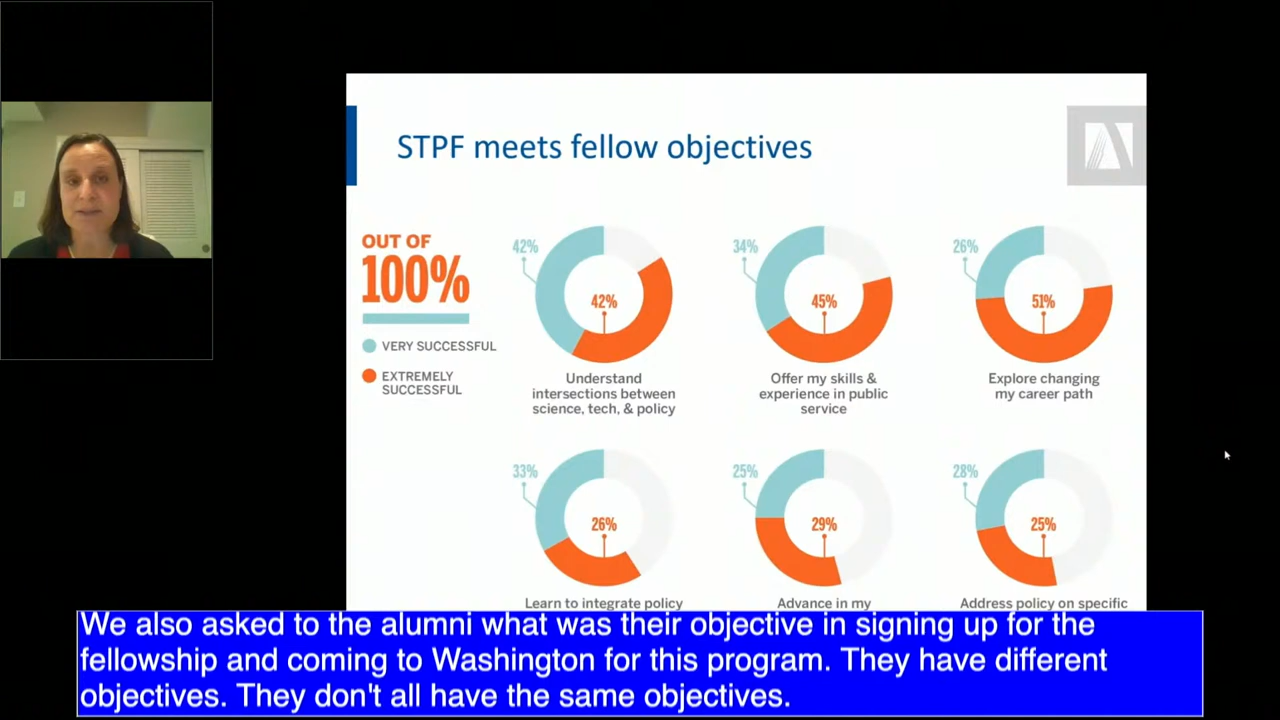 STPF meets fellow objectives
OUT OF
100%
VERY SUCCESSFUL
EXTREMELY
SUCCESSFUL
42%
42%
Understand
intersections between
science, tech, & policy
34%
45%
Offer my skills &
experience in public
service
26%
51%
Explore changing
my career path
33%
26%
Learn to integrate policy
25%
29%
Advance in my
28%
25%
Address policy on specific
We also asked to the alumni what was their objective in signing up for the
fellowship and coming to Washington for this program. They have different
objectives. They don't all have the same objectives.